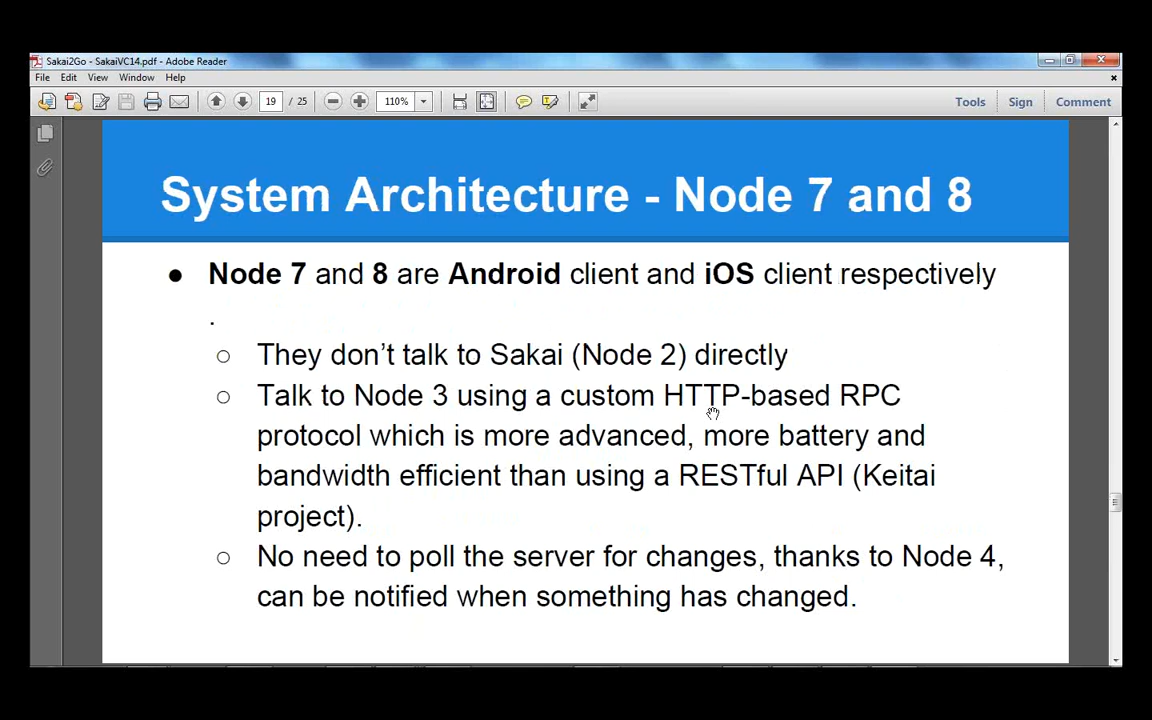 Sakai2Go - SakaiVC14.pdf - Adobe Reader
File Edit View Window Help
19 / 25 110% Tools Sign Comment
System Architecture - Node 7 and 8
● Node 7 and 8 are Android client and iOS client respectively
.
○ They don't talk to Sakai (Node 2) directly
○ Talk to Node 3 using a custom HTTP-based RPC
protocol which is more advanced, more battery and
bandwidth efficient than using a RESTful API (Keitai
project).
○ No need to poll the server for changes, thanks to Node 4,
can be notified when something has changed.